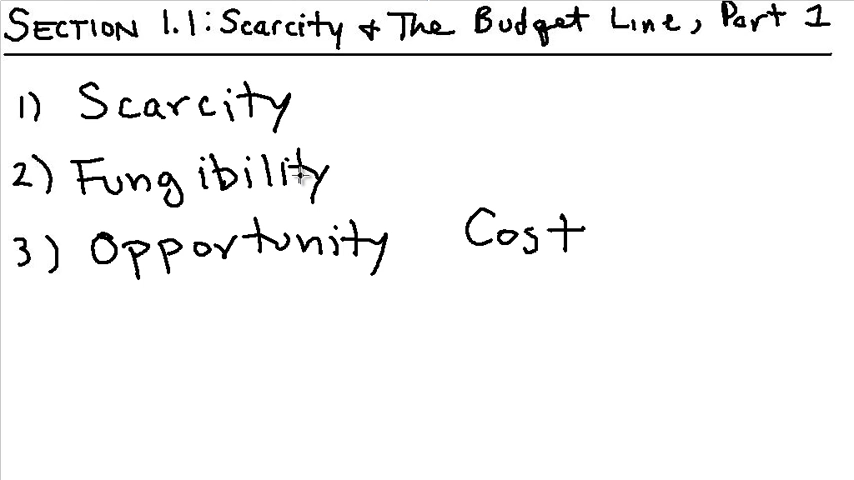 SECTION 1.1: Scarcity & The Budget Line, Part 1
1) Scarcity
2) Fungibility
3) Opportunity Cost